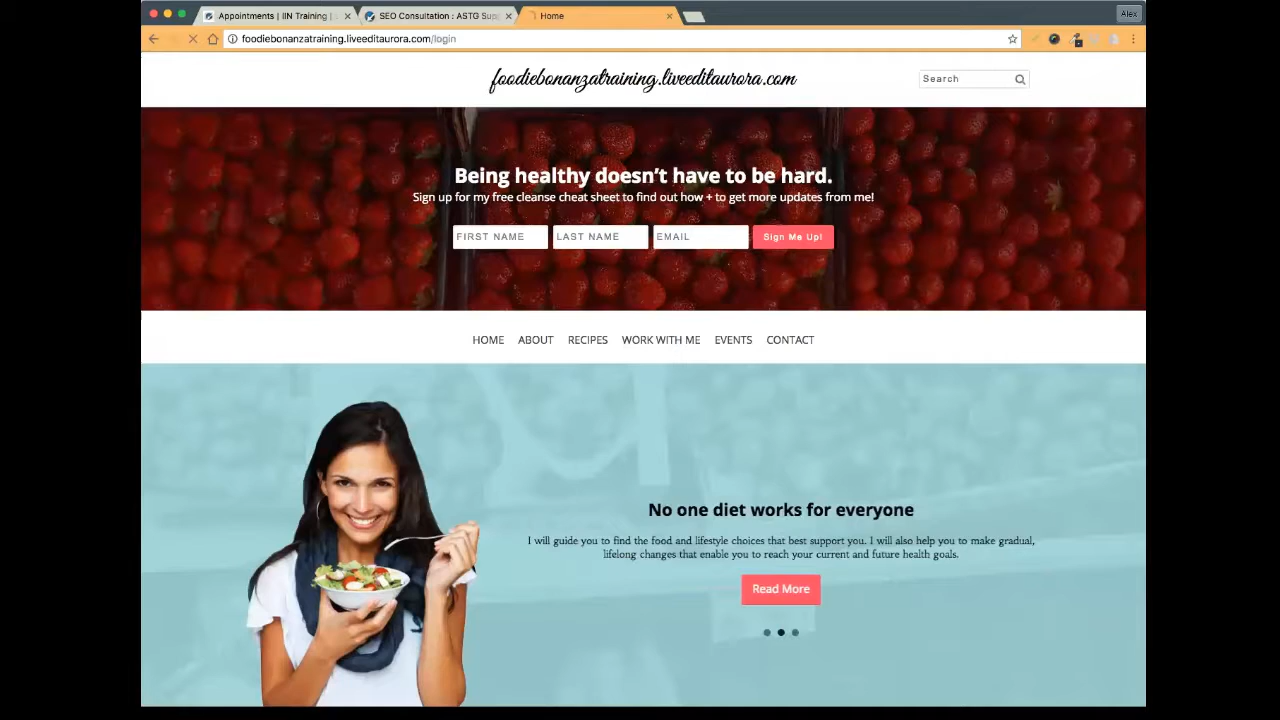 Appointments | IIN Training |
SEO Consultation : ASTG Sup
Home
Alex
foodiebonanzatraining.liveeditaurora.com/login
foodiebonanzatraining.liveeditaurora.com
Search
Being healthy doesn't have to be hard.
Sign up for my free cleanse cheat sheet to find out how + to get more updates from me!
FIRST NAME LAST NAME EMAIL Sign Me Up!
HOME ABOUT RECIPES WORK WITH ME EVENTS CONTACT
No one diet works for everyone
I will guide you to find the food and lifestyle choices that best support you. I will also help you to make gradual,
lifelong changes that enable you to reach your current and future health goals.
Read More